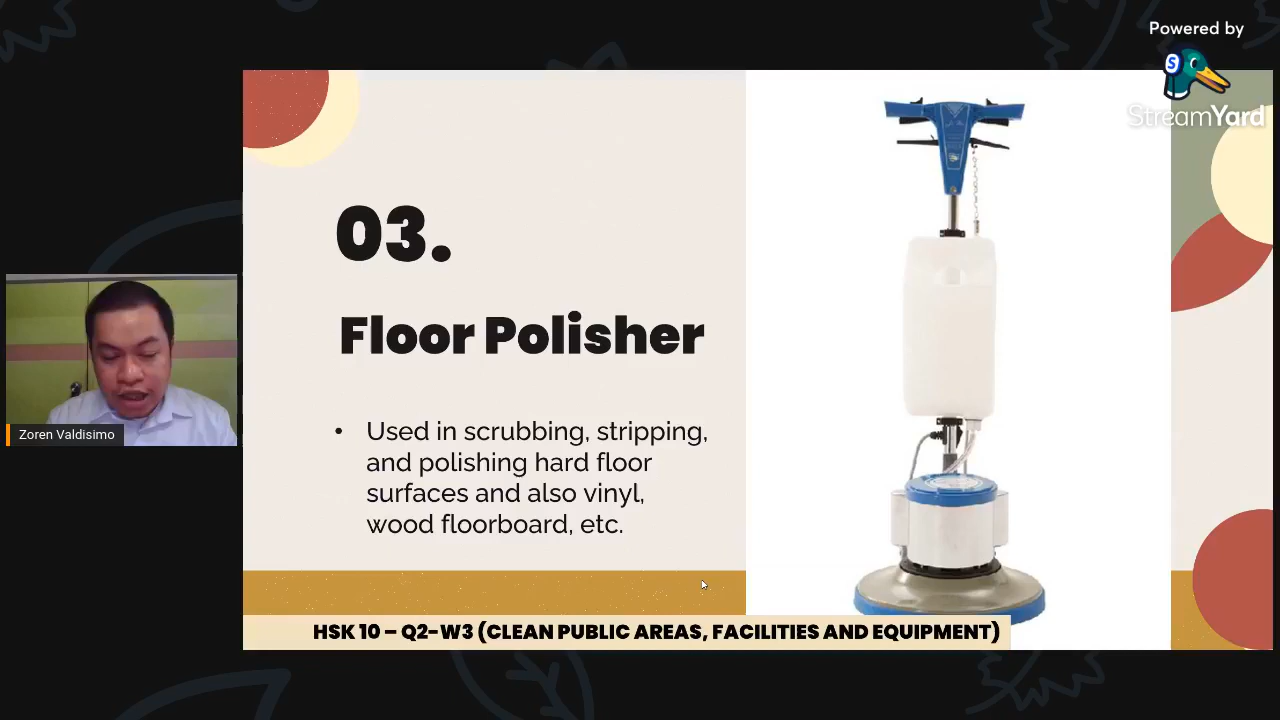 Powered by
StreamYard
03.
Floor Polisher
• Used in scrubbing, stripping,
and polishing hard floor
surfaces and also vinyl,
wood floorboard, etc.
Zoren Valdisimo
HSK 10 – Q2-W3 (CLEAN PUBLIC AREAS, FACILITIES AND EQUIPMENT)